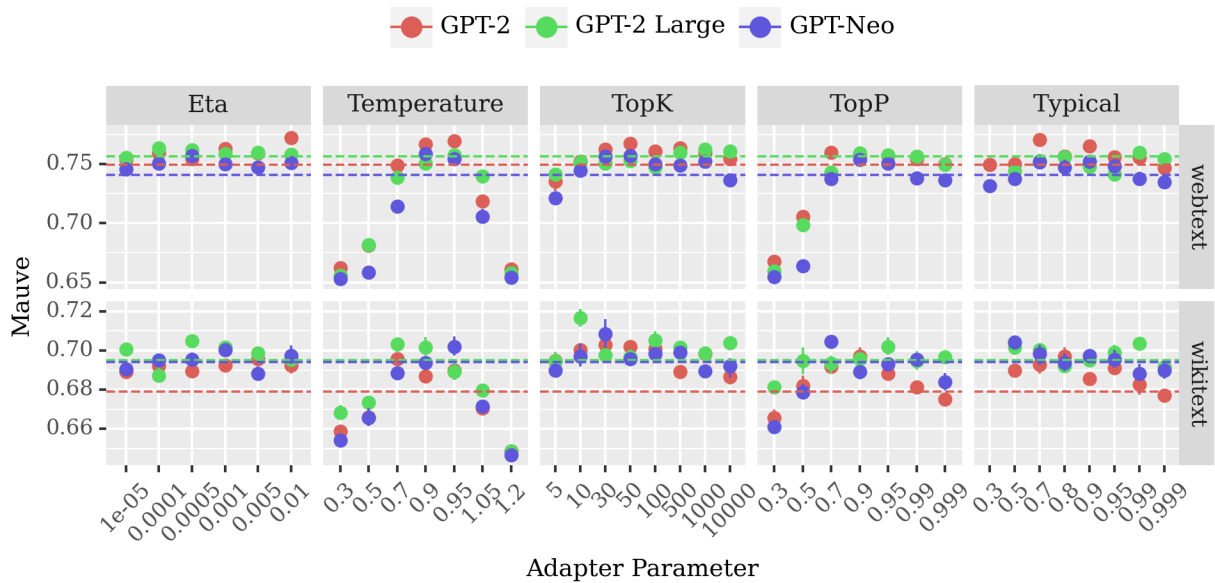 GPT-2 GPT-2 Large GPT-Neo
Eta Temperature TopK TopP Typical
Mauve
0.75
0.70
0.65
webtext
0.72
0.70
0.68
0.66
wikitext
1e-05 0.0001 0.0005 0.001 0.005 0.01 0.3 0.5 0.7 0.9 0.95 1.05 1.2 5 10 30 50 100 500 1000 10000 0.3 0.5 0.7 0.9 0.95 0.99 0.999 0.3 0.5 0.7 0.8 0.9 0.95 0.99 0.999
Adapter Parameter